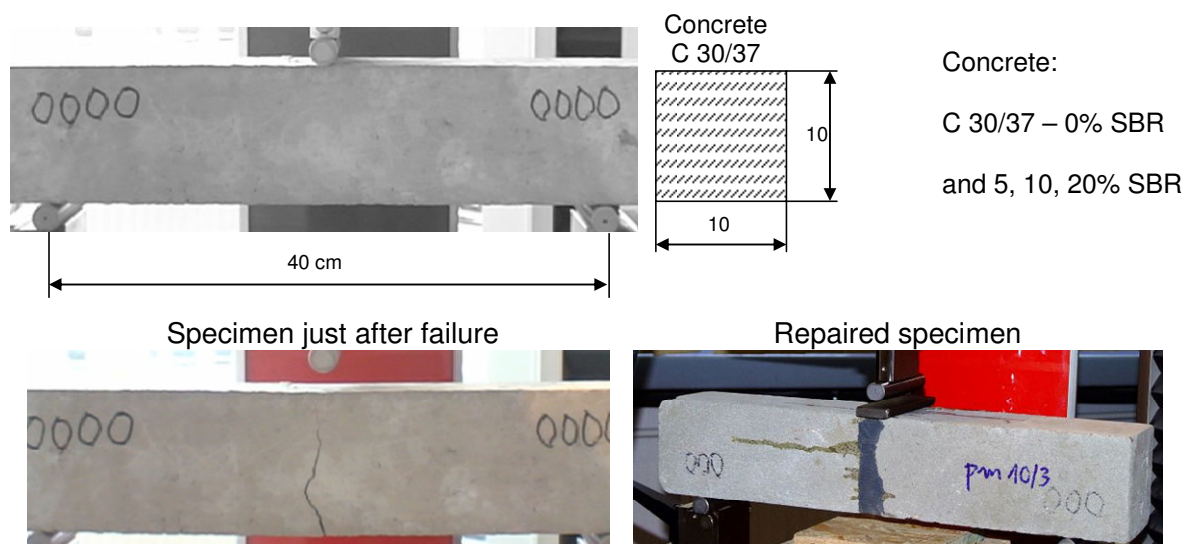 0000
0000
40 cm
Concrete
C 30/37
10
10
Concrete:
C 30/37 – 0% SBR
and 5, 10, 20% SBR
Specimen just after failure
0000
0000
Repaired specimen
000
pm 10/3
000